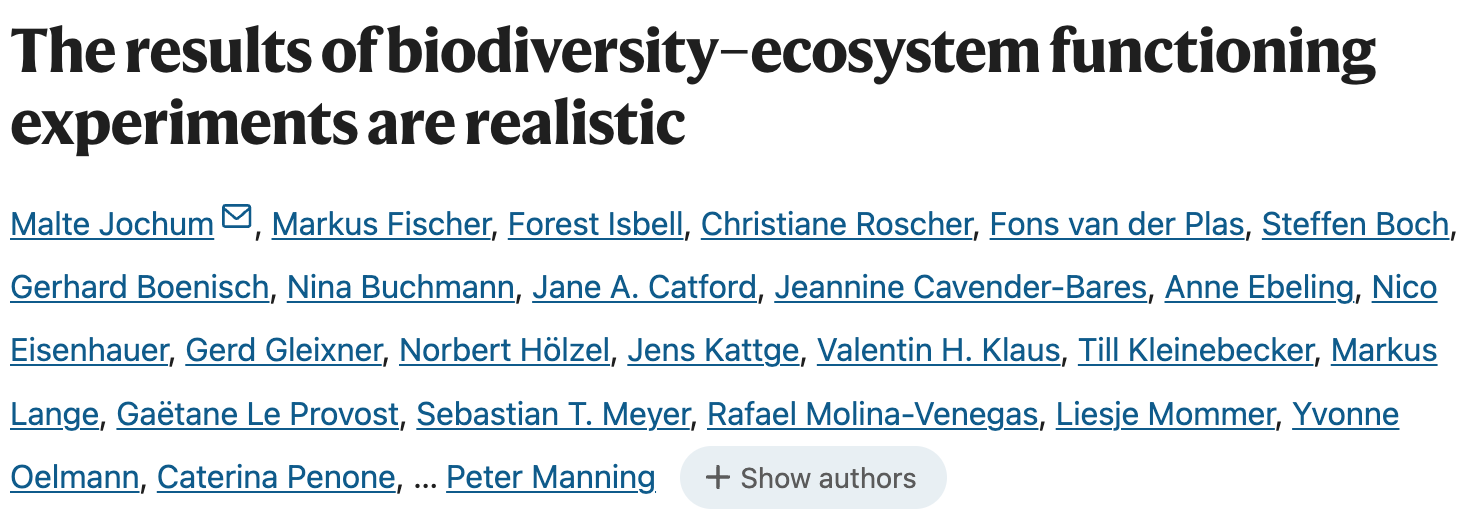 The results of biodiversity–ecosystem functioning
experiments are realistic
Malte Jochum, Markus Fischer, Forest Isbell, Christiane Roscher, Fons van der Plas, Steffen Boch,
Gerhard Boenisch, Nina Buchmann, Jane A. Catford, Jeannine Cavender-Bares, Anne Ebeling, Nico
Eisenhauer, Gerd Gleixner, Norbert Hölzel, Jens Kattge, Valentin H. Klaus, Till Kleinebecker, Markus
Lange, Gaëtane Le Provost, Sebastian T. Meyer, Rafael Molina-Venegas, Liesje Mommer, Yvonne
Oelmann, Caterina Penone, ... Peter Manning + Show authors